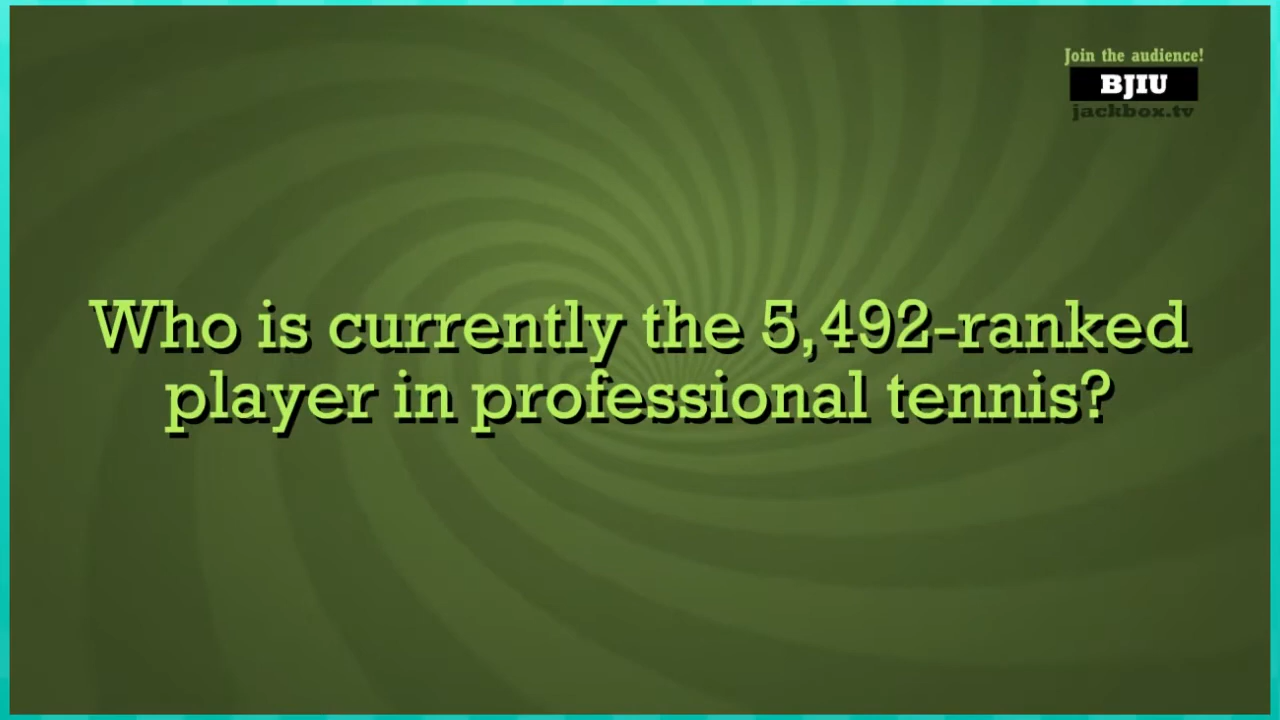 Join the audience!
BJIU
jackbox.tv
Who is currently the 5,492-ranked
player in professional tennis?